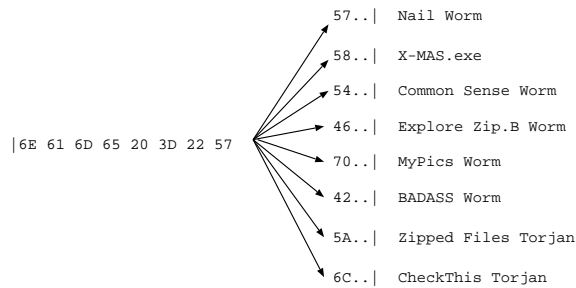 57..| Nail Worm
58..| X-MAS.exe
54..| Common Sense Worm
46..| Explore Zip.B Worm
|6E 61 6D 65 20 3D 22 57
70..| MyPics Worm
42..| BADASS Worm
5A..| Zipped Files Torjan
6C..| CheckThis Torjan